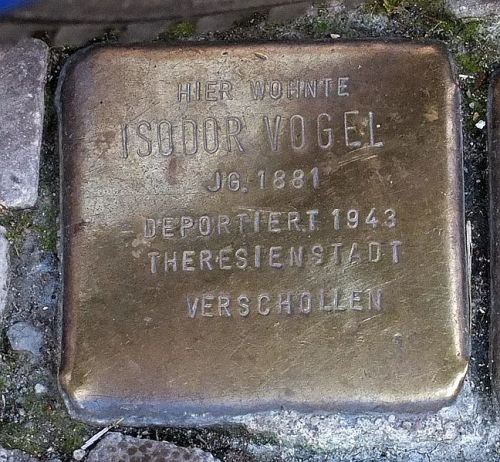 HIER WOHNTE
ISODOR VOGEL
JG. 1881
DEPORTIERT 1943
THERESIENSTADT
VERSCHOLLEN